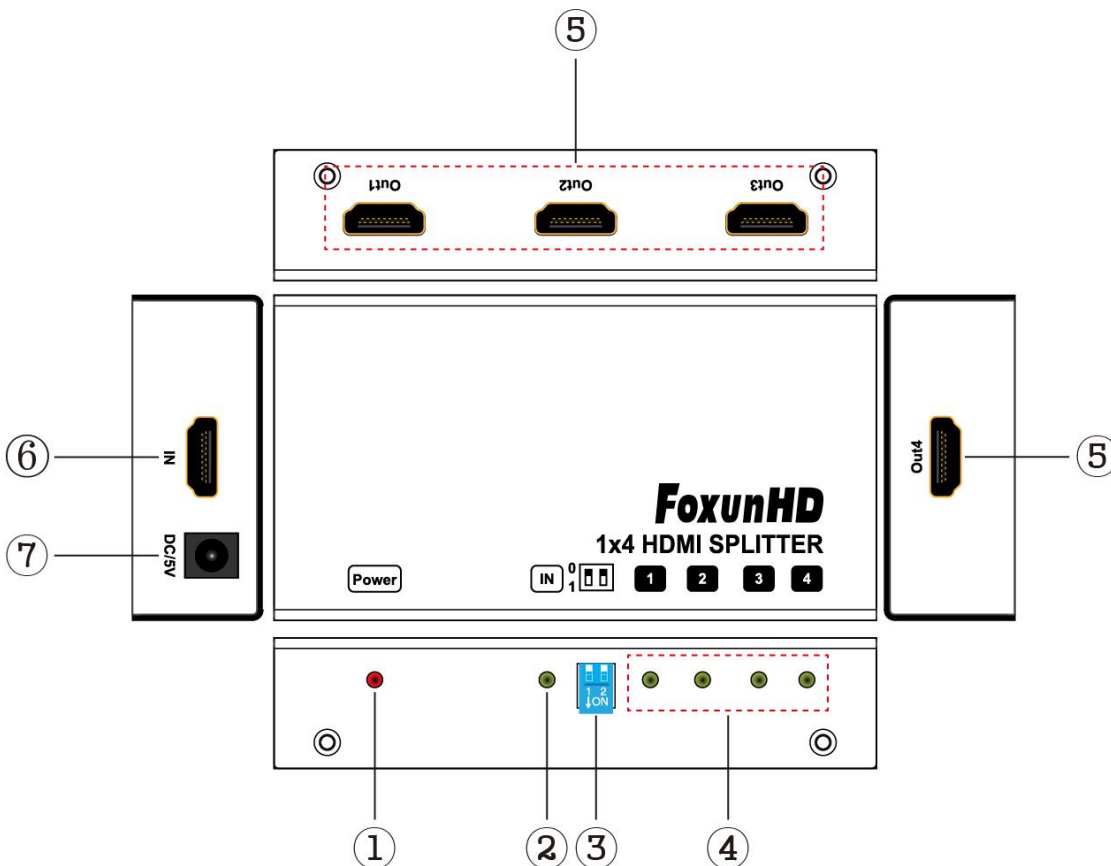 ⑤
Out1 Out2 Out3
⑥ IN
Out4 ⑤
FoxunHD
1x4 HDMI SPLITTER
⑦ DC/5V
Power IN 0 1 1 2 3 4
1 2
↓ON
① ② ③ ④